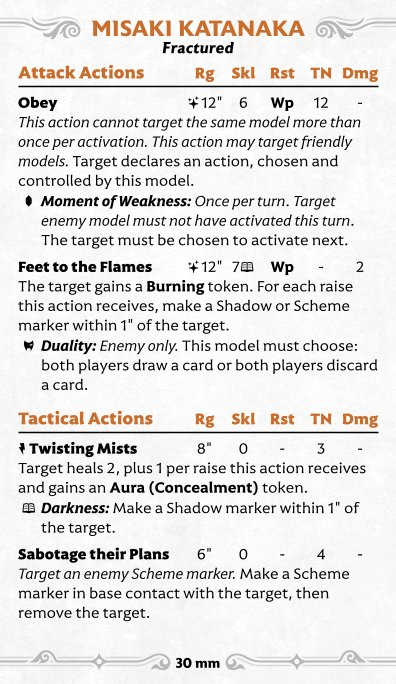 MISAKI KATANAKA
Fractured
Attack Actions Rg Skl Rst TN Dmg
Obey 12" 6 Wp 12 -
This action cannot target the same model more than
once per activation. This action may target friendly
models. Target declares an action, chosen and
controlled by this model.
Moment of Weakness: Once per turn. Target
enemy model must not have activated this turn.
The target must be chosen to activate next.
Feet to the Flames 12" 7 Wp - 2
The target gains a Burning token. For each raise
this action receives, make a Shadow or Scheme
marker within 1" of the target.
Duality: Enemy only. This model must choose:
both players draw a card or both players discard
a card.
Tactical Actions Rg Skl Rst TN Dmg
Twisting Mists 8" 0 - 3 -
Target heals 2, plus 1 per raise this action receives
and gains an Aura (Concealment) token.
Darkness: Make a Shadow marker within 1" of
the target.
Sabotage their Plans 6" 0 - 4 -
Target an enemy Scheme marker. Make a Scheme
marker in base contact with the target, then
remove the target.
30 mm